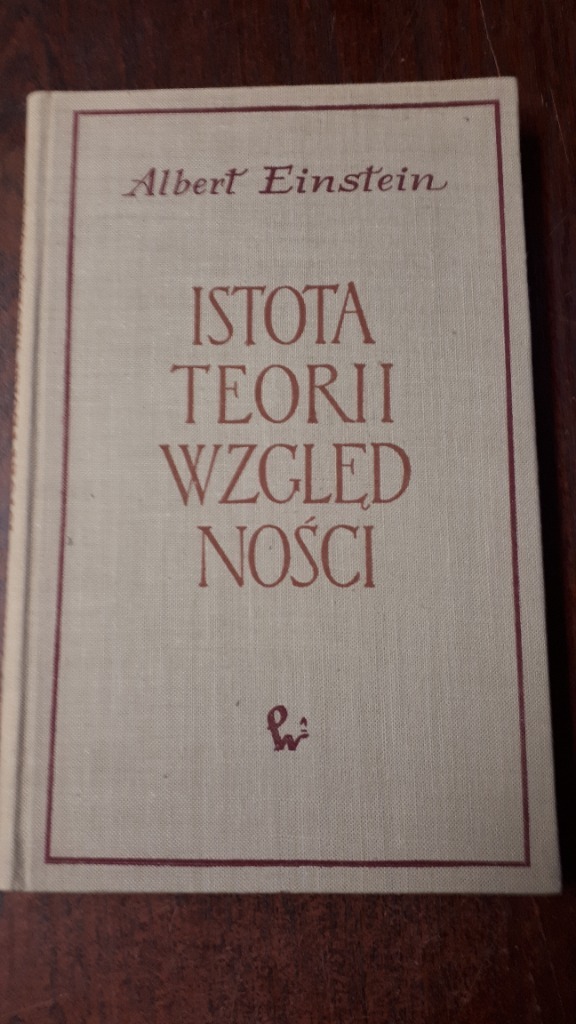 Albert Einstein
ISTOTA
TEORII
WZGLĘD
NOŚCI